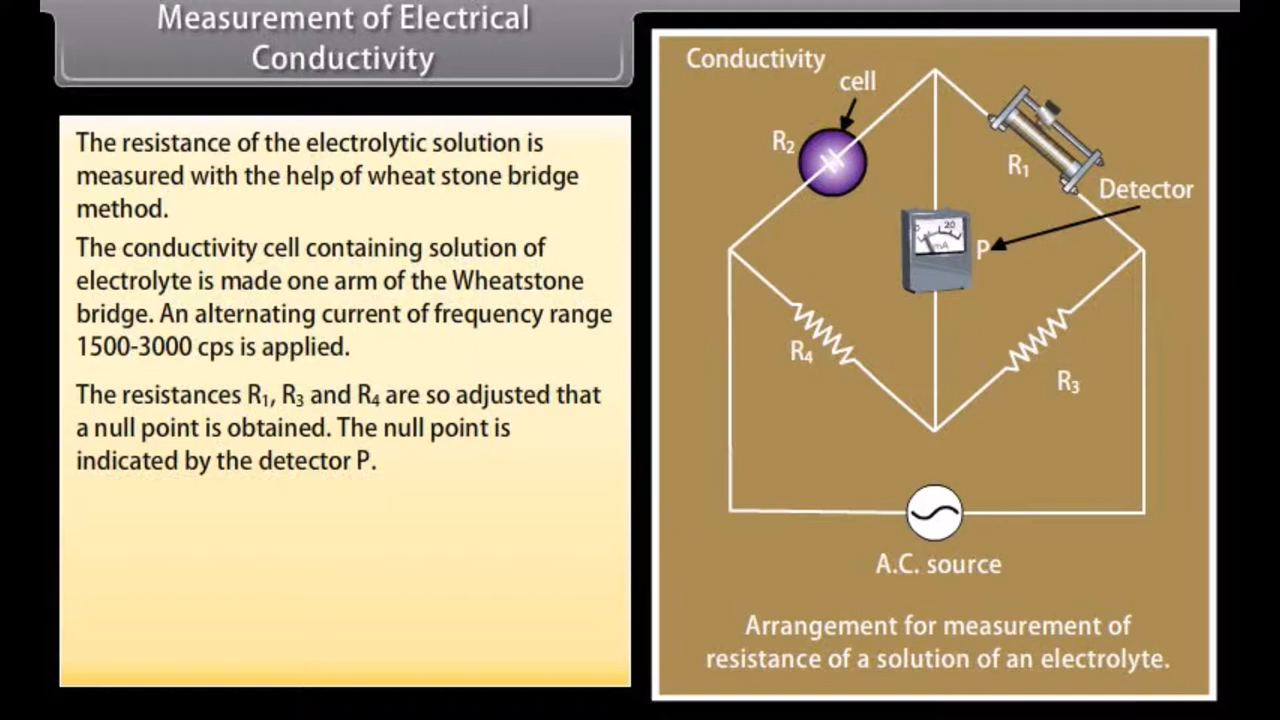 Measurement of Electrical
Conductivity
The resistance of the electrolytic solution is
measured with the help of wheat stone bridge
method.
The conductivity cell containing solution of
electrolyte is made one arm of the Wheatstone
bridge. An alternating current of frequency range
1500-3000 cps is applied.
The resistances R₁, R₃ and R₄ are so adjusted that
a null point is obtained. The null point is
indicated by the detector P.
Conductivity
cell
R₂
R₁
Detector
0 20
mA
P
R₄
R₃
A.C. source
Arrangement for measurement of
resistance of a solution of an electrolyte.